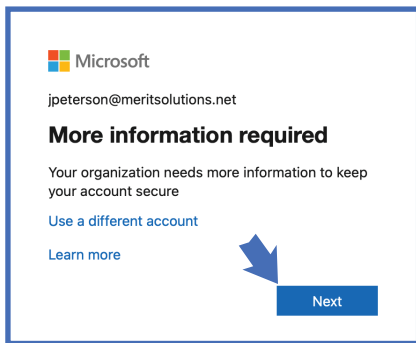 Microsoft
jpeterson@meritsolutions.net
More information required
Your organization needs more information to keep
your account secure
Use a different account
Learn more
Next